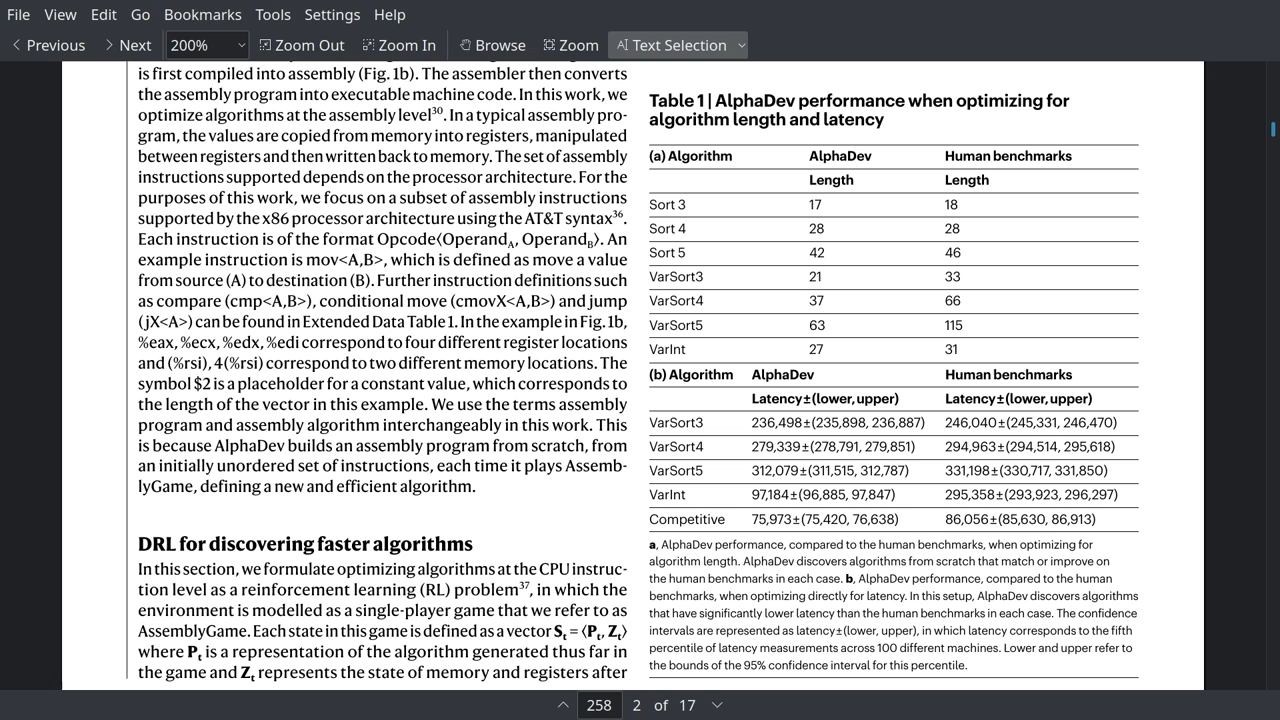 File View Edit Go Bookmarks Tools Settings Help
Previous Next 200% Zoom Out Zoom In Browse Zoom Text Selection
is first compiled into assembly (Fig. 1b). The assembler then converts
the assembly program into executable machine code. In this work, we
optimize algorithms at the assembly level30. In a typical assembly pro-
gram, the values are copied from memory into registers, manipulated
between registers and then written back to memory. The set of assembly
instructions supported depends on the processor architecture. For the
purposes of this work, we focus on a subset of assembly instructions
supported by the x86 processor architecture using the AT&T syntax36.
Each instruction is of the format Opcode⟨OperandA, OperandB⟩. An
example instruction is mov<A,B>, which is defined as move a value
from source (A) to destination (B). Further instruction definitions such
as compare (cmp<A,B>), conditional move (cmovX<A,B>) and jump
(jX<A>) can be found in Extended Data Table 1. In the example in Fig. 1b,
%eax, %ecx, %edx, %edi correspond to four different register locations
and (%rsi), 4(%rsi) correspond to two different memory locations. The
symbol $2 is a placeholder for a constant value, which corresponds to
the length of the vector in this example. We use the terms assembly
program and assembly algorithm interchangeably in this work. This
is because AlphaDev builds an assembly program from scratch, from
an initially unordered set of instructions, each time it plays Assemb-
lyGame, defining a new and efficient algorithm.
DRL for discovering faster algorithms
In this section, we formulate optimizing algorithms at the CPU instruc-
tion level as a reinforcement learning (RL) problem37, in which the
environment is modelled as a single-player game that we refer to as
AssemblyGame. Each state in this game is defined as a vector St = ⟨Pt, Zt⟩
where Pt is a representation of the algorithm generated thus far in
the game and Zt represents the state of memory and registers after
Table 1 | AlphaDev performance when optimizing for
algorithm length and latency
(a) Algorithm AlphaDev Human benchmarks
Length Length
Sort 3 17 18
Sort 4 28 28
Sort 5 42 46
VarSort3 21 33
VarSort4 37 66
VarSort5 63 115
VarInt 27 31
(b) Algorithm AlphaDev Human benchmarks
Latency±(lower, upper) Latency±(lower, upper)
VarSort3 236,498±(235,898, 236,887) 246,040±(245,331, 246,470)
VarSort4 279,339±(278,791, 279,851) 294,963±(294,514, 295,618)
VarSort5 312,079±(311,515, 312,787) 331,198±(330,717, 331,850)
VarInt 97,184±(96,885, 97,847) 295,358±(293,923, 296,297)
Competitive 75,973±(75,420, 76,638) 86,056±(85,630, 86,913)
a, AlphaDev performance, compared to the human benchmarks, when optimizing for
algorithm length. AlphaDev discovers algorithms from scratch that match or improve on
the human benchmarks in each case. b, AlphaDev performance, compared to the human
benchmarks, when optimizing directly for latency. In this setup, AlphaDev discovers algorithms
that have significantly lower latency than the human benchmarks in each case. The confidence
intervals are represented as latency±(lower, upper), in which latency corresponds to the fifth
percentile of latency measurements across 100 different machines. Lower and upper refer to
the bounds of the 95% confidence interval for this percentile.
258 2 of 17